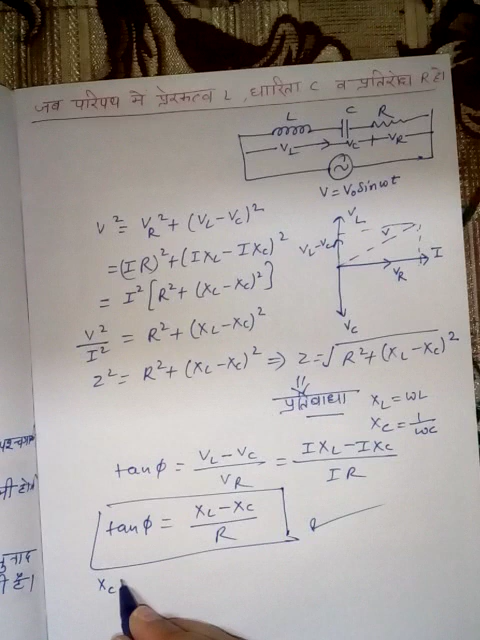 जब परिपथ मे प्रेरकत्व L, धारिता C व प्रतिरोध R हो
L C R
V_L V_C V_R
V = V₀sinωt
V² = V_R² + (V_L-V_C)²
= (IR)² + (IX_L - IX_C)²
= I² [R² + (X_L-X_C)²]
V²/I² = R² + (X_L-X_C)²
Z² = R² + (X_L-X_C)² ⇒ Z = √R²+(X_L-X_C)²
V_L
V_L-V_C V I
V_R
V_C
प्रतिबाधा
X_L = ωL
X_C = 1/ωC
tanφ = V_L-V_C/V_R = IX_L-IX_C/IR
tanφ = X_L-X_C/R
X_C